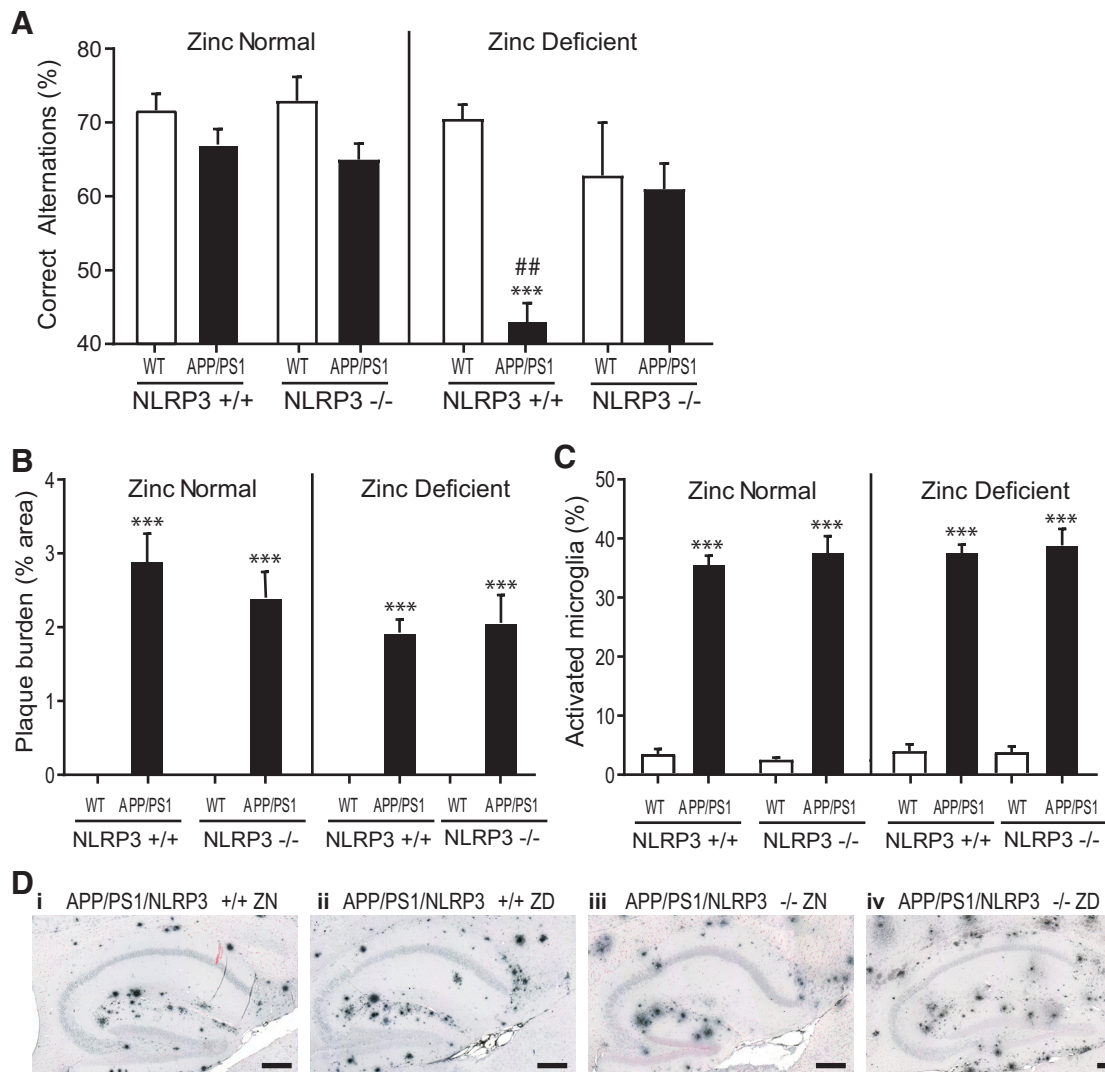 A
Zinc Normal
Zinc Deficient
Correct Alternations (%)
80
70
60
50
40
##
***
WT APP/PS1 WT APP/PS1 WT APP/PS1 WT APP/PS1
NLRP3 +/+ NLRP3 -/- NLRP3 +/+ NLRP3 -/-
B
Zinc Normal
Zinc Deficient
Plaque burden (% area)
4
3
2
1
0
*** *** *** ***
WT APP/PS1 WT APP/PS1 WT APP/PS1 WT APP/PS1
NLRP3 +/+ NLRP3 -/- NLRP3 +/+ NLRP3 -/-
C
Zinc Normal
Zinc Deficient
Activated microglia (%)
50
40
30
20
10
0
*** *** *** ***
WT APP/PS1 WT APP/PS1 WT APP/PS1 WT APP/PS1
NLRP3 +/+ NLRP3 -/- NLRP3 +/+ NLRP3 -/-
D
i APP/PS1/NLRP3 +/+ ZN
ii APP/PS1/NLRP3 +/+ ZD
iii APP/PS1/NLRP3 -/- ZN
iv APP/PS1/NLRP3 -/- ZD